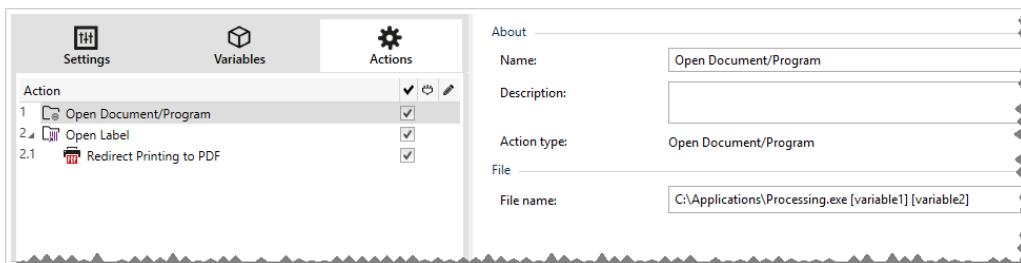 Settings Variables Actions
Action
1 Open Document/Program
2 Open Label
2.1 Redirect Printing to PDF
About
Name: Open Document/Program
Description:
Action type: Open Document/Program
File
File name: C:\Applications\Processing.exe [variable1] [variable2]